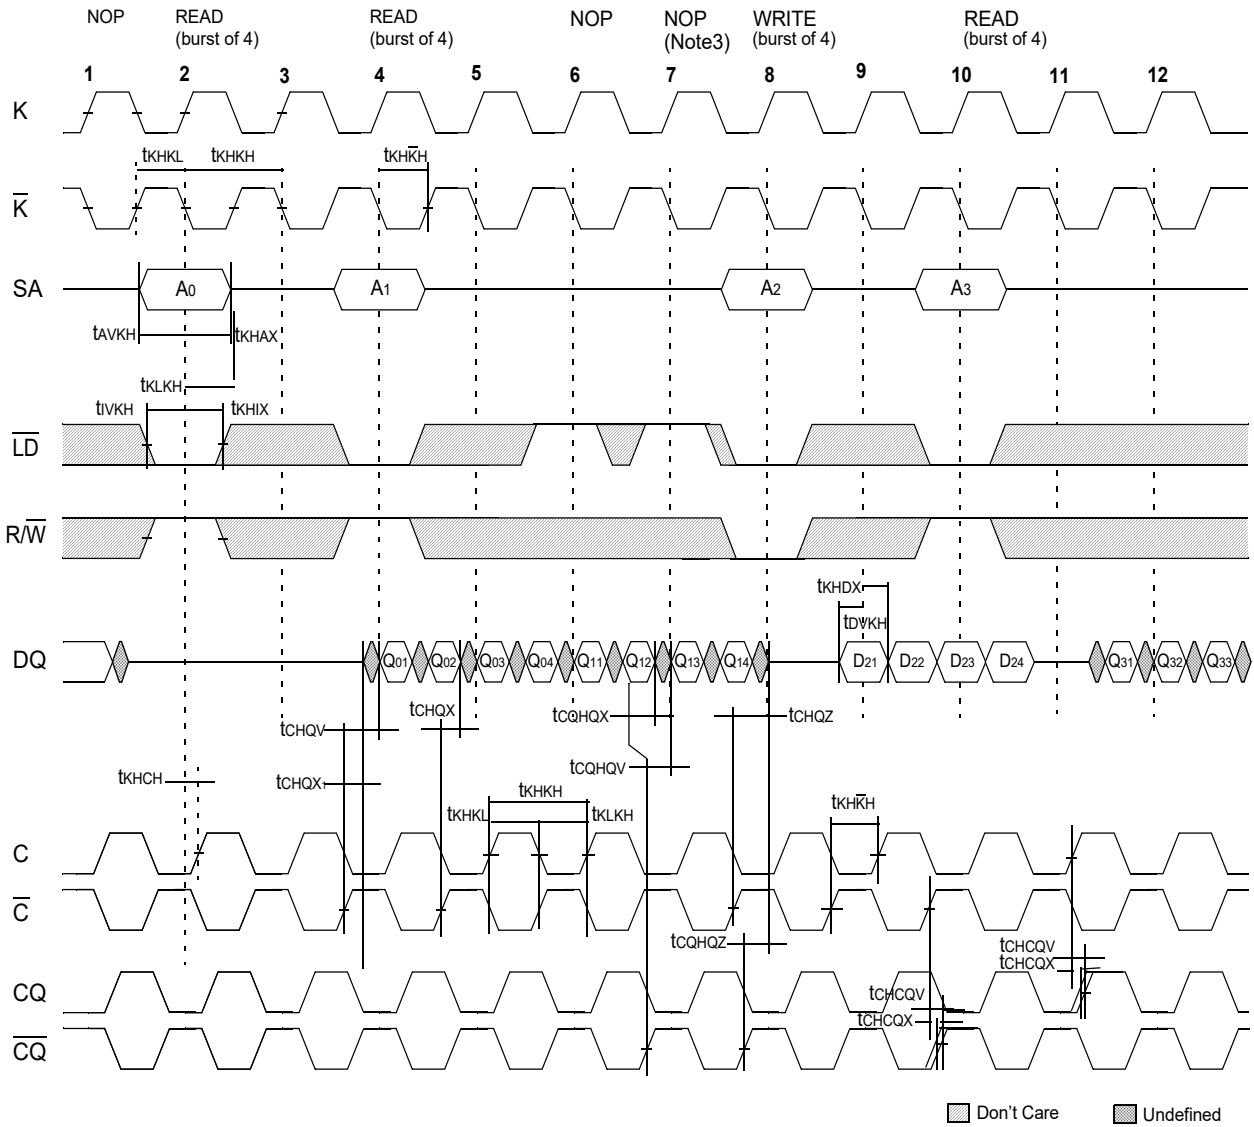 NOP READ READ NOP NOP WRITE READ
(burst of 4) (burst of 4) (Note3) (burst of 4) (burst of 4)
1 2 3 4 5 6 7 8 9 10 11 12
K
tKHKL tKHKH tKHK̅H
K̅
SA A0 A1 A2 A3
tAVKH tKHAX
tKLKH
tIVKH tKHIX
L̅D̅
R/W̅
tKHDX
tDVKH
DQ Q01 Q02 Q03 Q04 Q11 Q12 Q13 Q14 D21 D22 D23 D24 Q31 Q32 Q33
tCHQV tCHQX tCQHQX tCHQZ
tCQHQV
tKHCH tCHQX1
tKHKH tKHK̅H
tKHKL tKLKH
C
C̅
tCQHQZ tCHCQV
tCHCQX
CQ
tCHCQV
tCHCQX
C̅Q̅
Don't Care Undefined